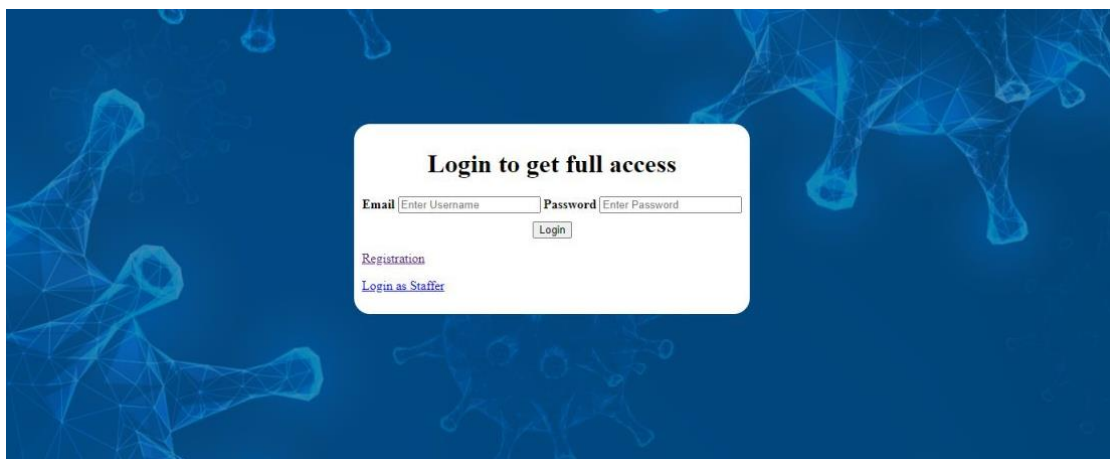 Login to get full access
Email Enter Username Password Enter Password
Login
Registration
Login as Staffer